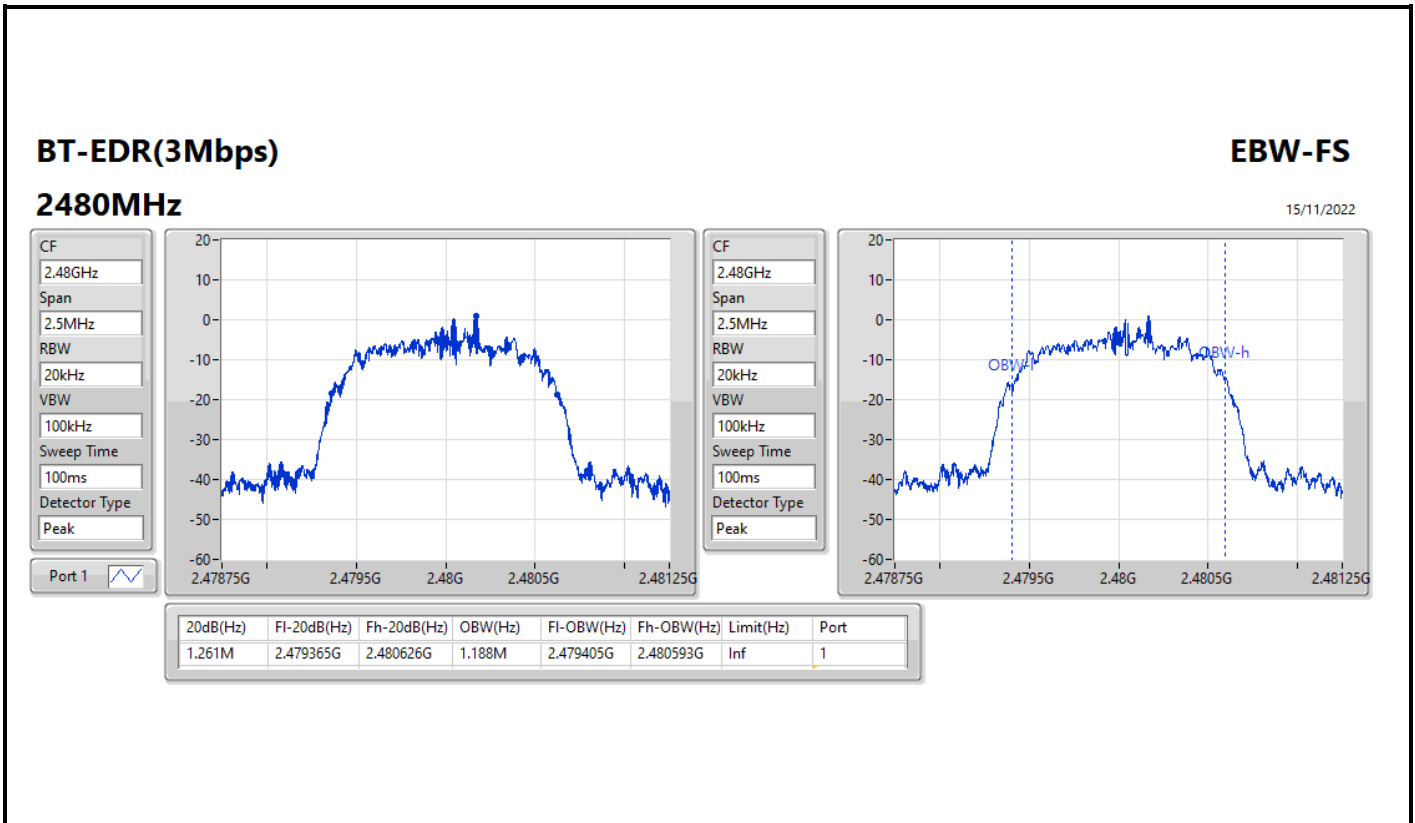 BT-EDR(3Mbps)
EBW-FS
2480MHz
15/11/2022
CF
2.48GHz
Span
2.5MHz
RBW
20kHz
VBW
100kHz
Sweep Time
100ms
Detector Type
Peak
Port 1
20
10
0
-10
-20
-30
-40
-50
-60
2.47875G 2.4795G 2.48G 2.4805G 2.48125G
CF
2.48GHz
Span
2.5MHz
RBW
20kHz
VBW
100kHz
Sweep Time
100ms
Detector Type
Peak
20
10
0
-10
-20
-30
-40
-50
-60
OBW-l
OBW-h
2.47875G 2.4795G 2.48G 2.4805G 2.48125G
20dB(Hz) Fl-20dB(Hz) Fh-20dB(Hz) OBW(Hz) Fl-OBW(Hz) Fh-OBW(Hz) Limit(Hz) Port
1.261M 2.479365G 2.480626G 1.188M 2.479405G 2.480593G Inf 1